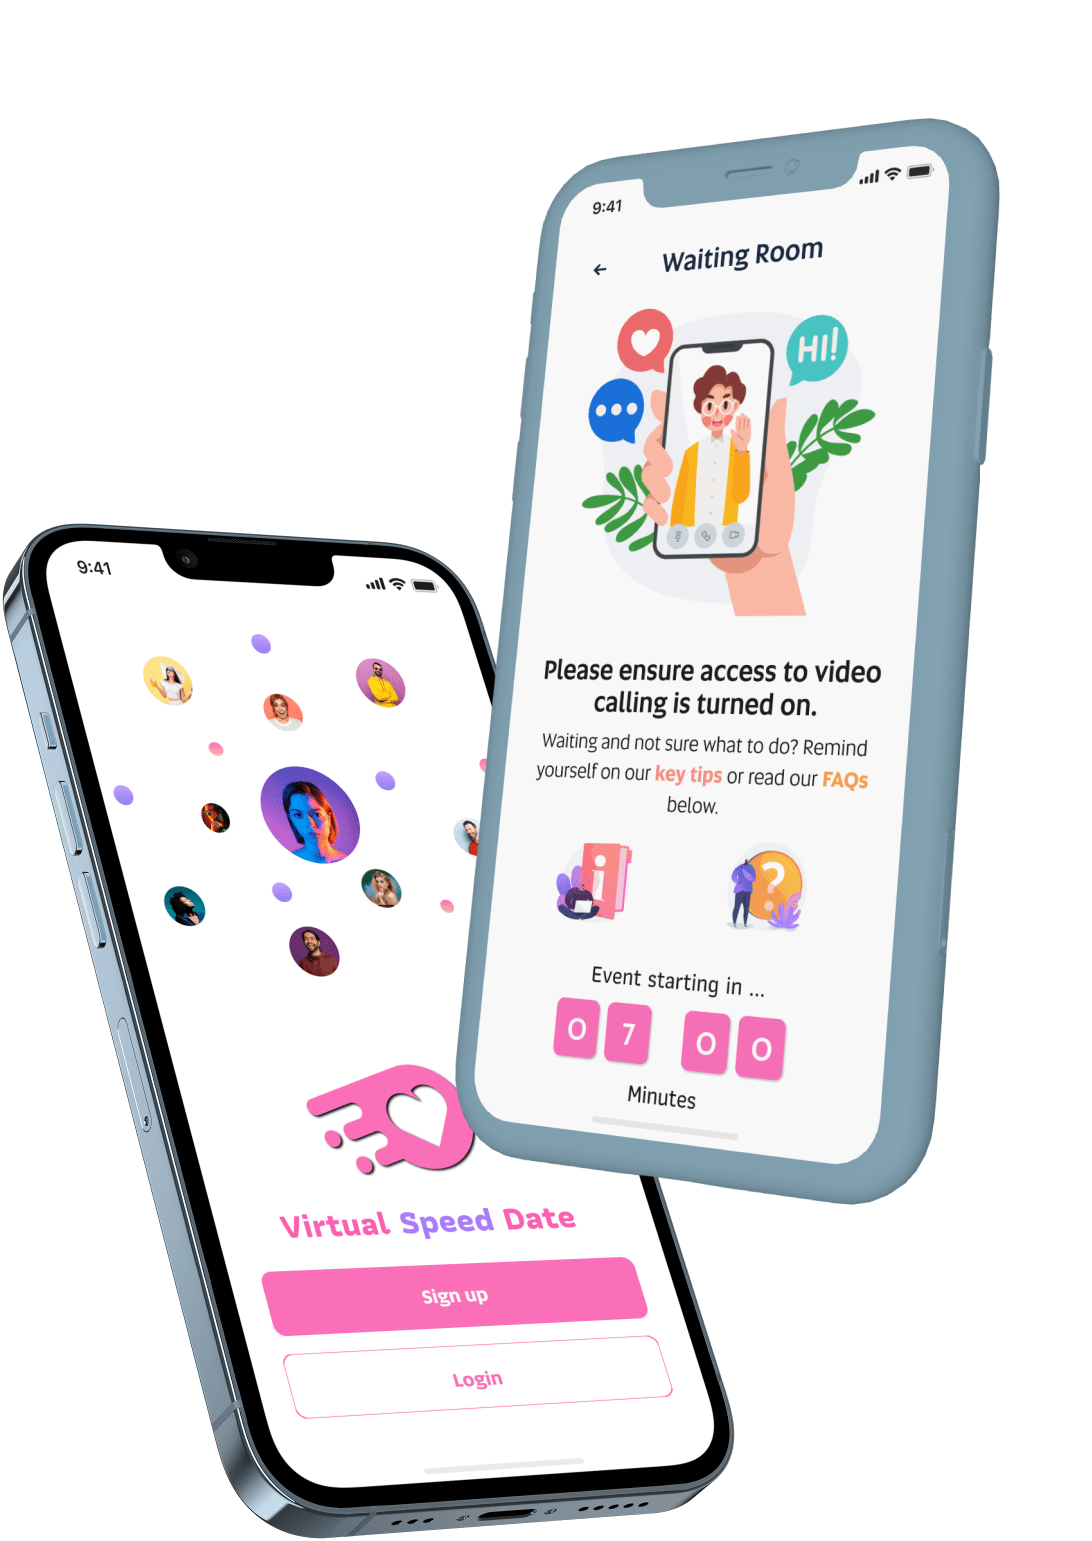 9:41
Waiting Room
HI!
Please ensure access to video
calling is turned on.
Waiting and not sure what to do? Remind
yourself on our key tips or read our FAQs
below.
i
?
Event starting in ...
0 7 0 0
Minutes
9:41
Virtual Speed Date
Sign up
Login